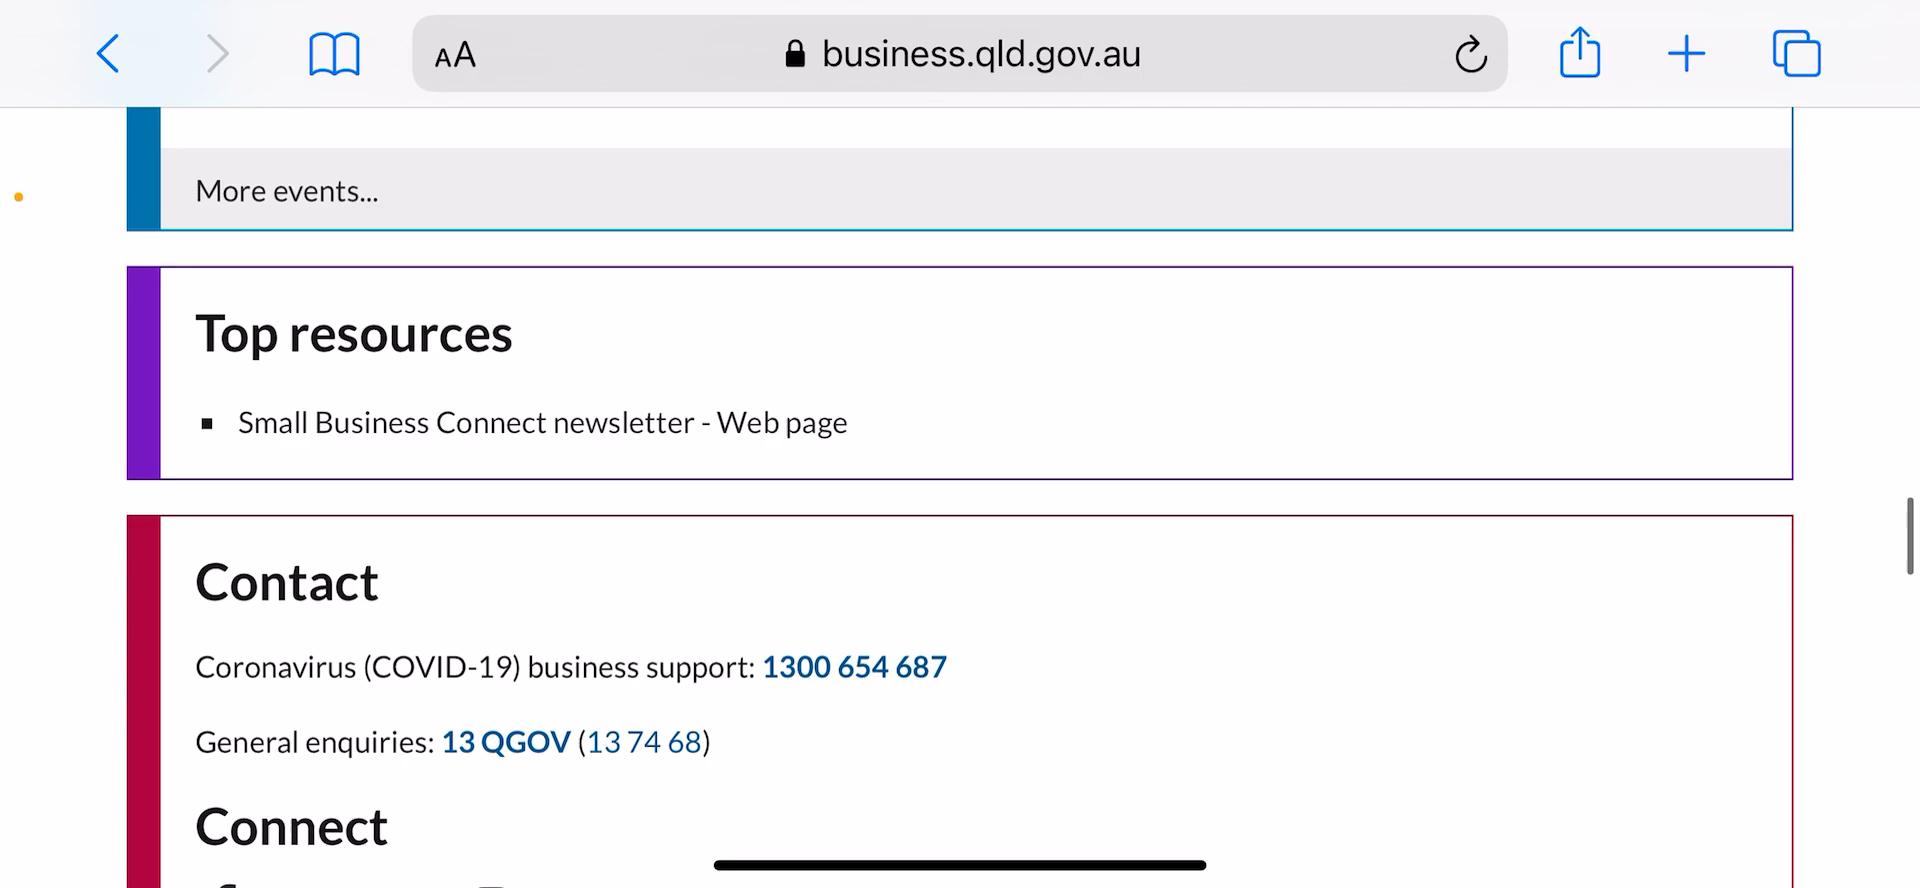 AA business.qld.gov.au
More events...
Top resources
▪ Small Business Connect newsletter - Web page
Contact
Coronavirus (COVID-19) business support: 1300 654 687
General enquiries: 13 QGOV (13 74 68)
Connect